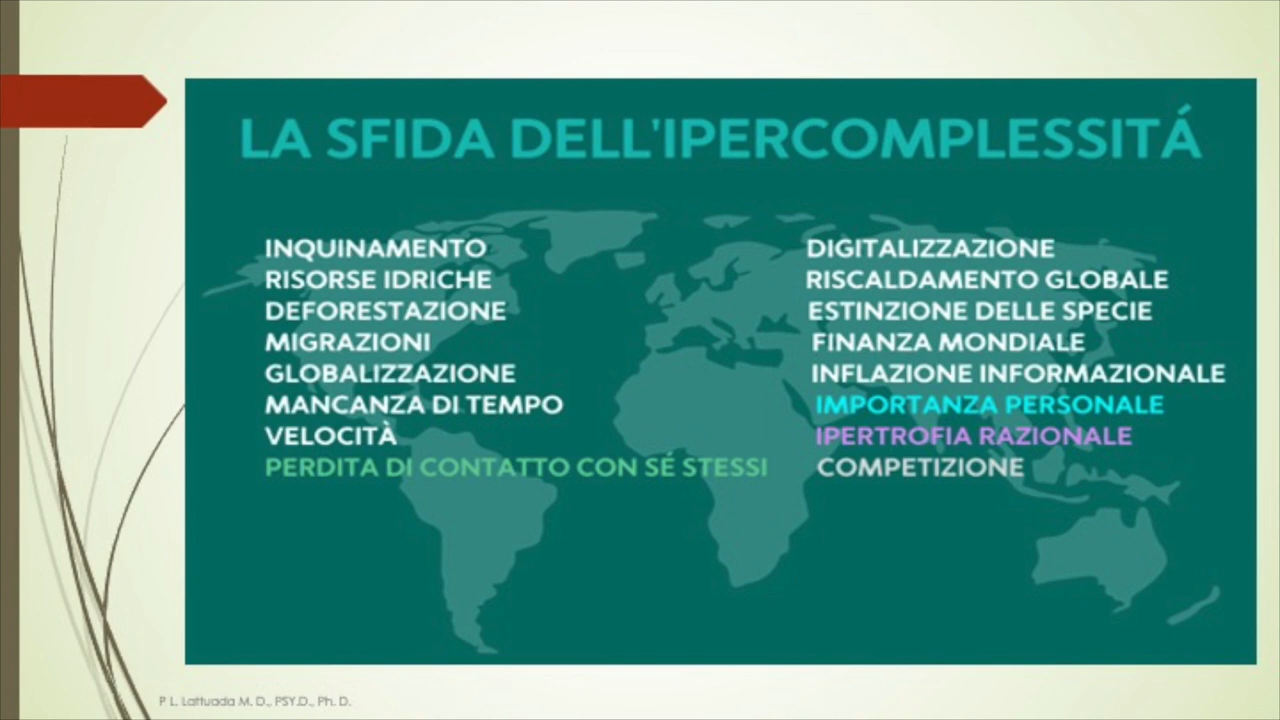 LA SFIDA DELL'IPERCOMPLESSITÁ
INQUINAMENTO
RISORSE IDRICHE
DEFORESTAZIONE
MIGRAZIONI
GLOBALIZZAZIONE
MANCANZA DI TEMPO
VELOCITÀ
PERDITA DI CONTATTO CON SÉ STESSI
DIGITALIZZAZIONE
RISCALDAMENTO GLOBALE
ESTINZIONE DELLE SPECIE
FINANZA MONDIALE
INFLAZIONE INFORMAZIONALE
IMPORTANZA PERSONALE
IPERTROFIA RAZIONALE
COMPETIZIONE
P L. Lattuada M. D., PSY.D., Ph. D.